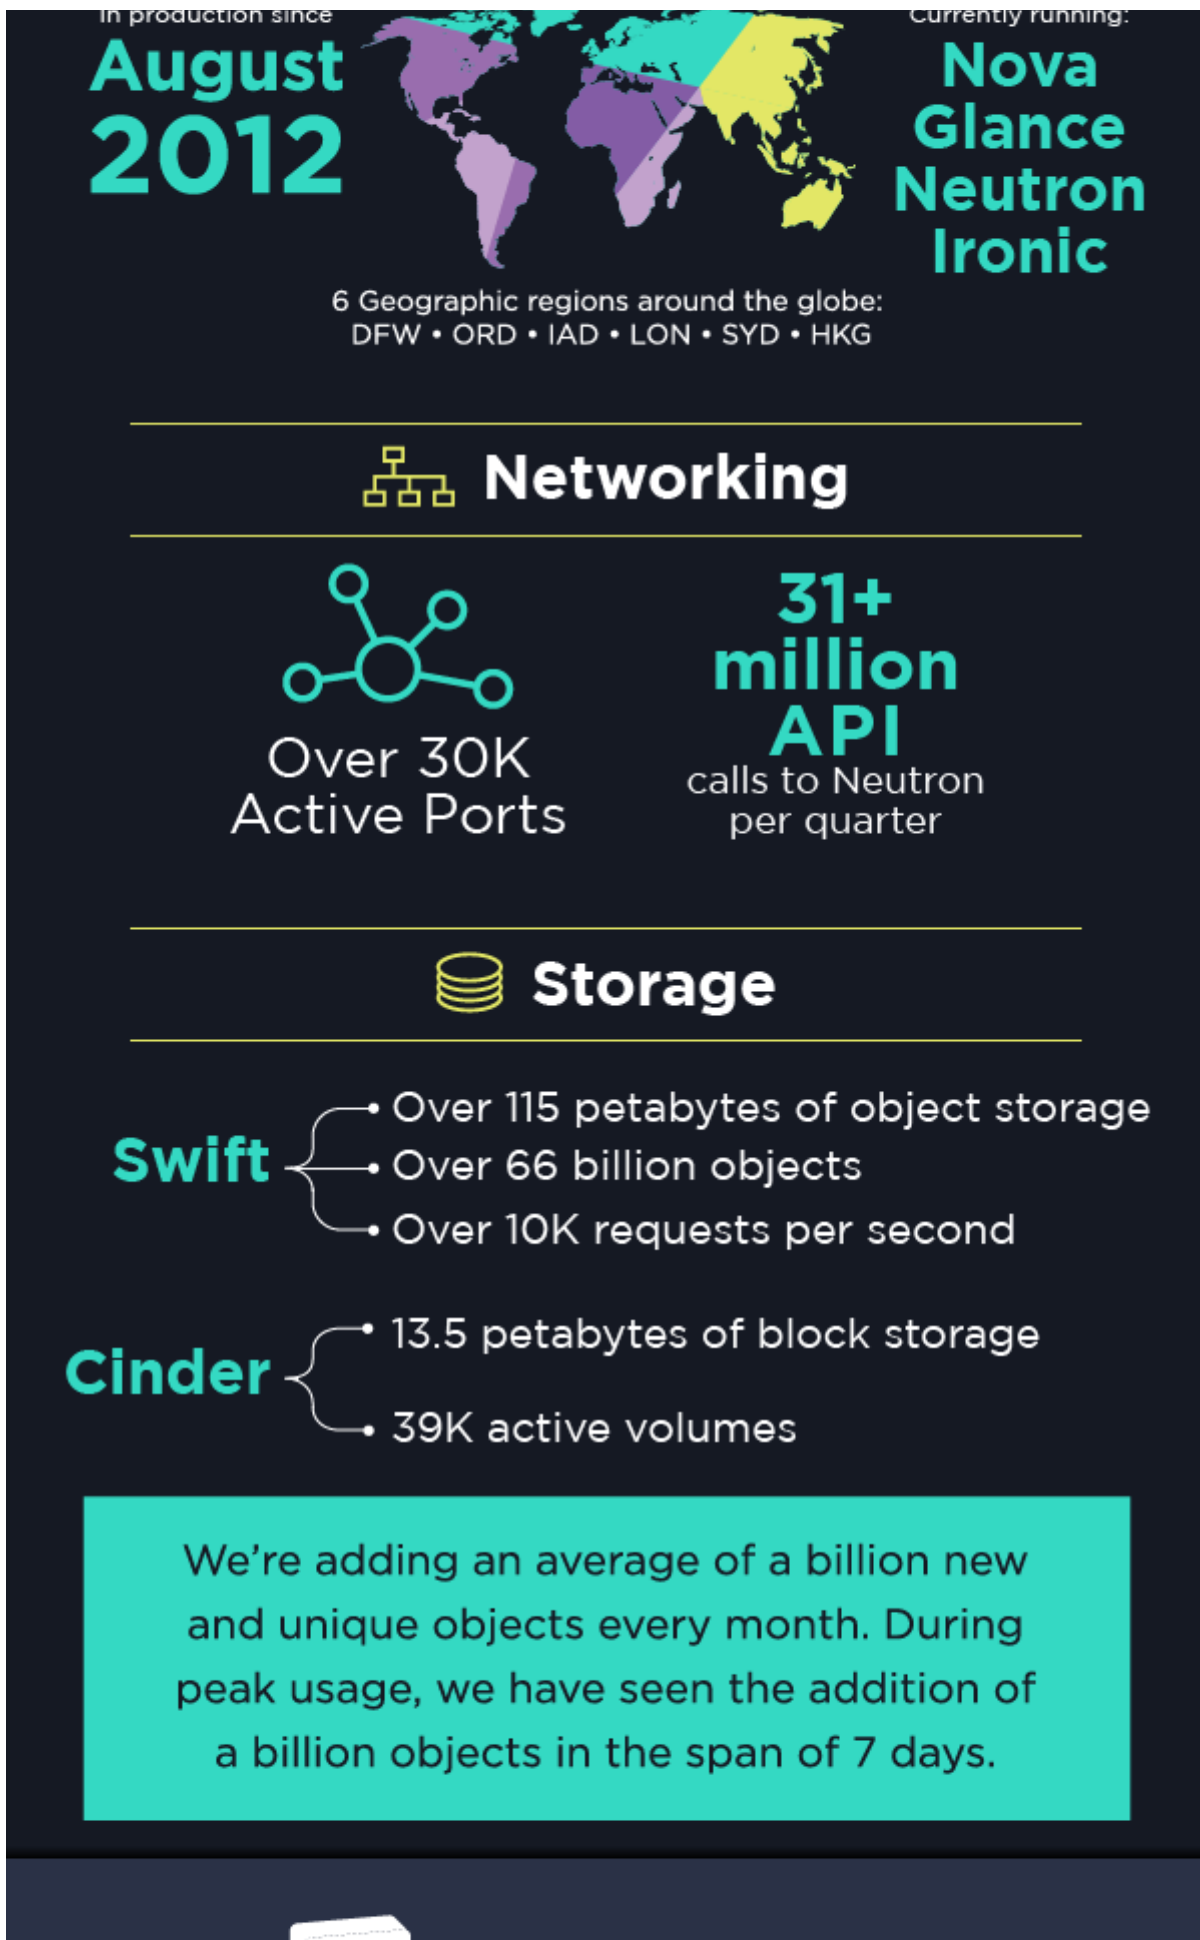 In production since
August
2012
Currently running:
Nova
Glance
Neutron
Ironic
6 Geographic regions around the globe:
DFW • ORD • IAD • LON • SYD • HKG
Networking
Over 30K
Active Ports
31+
million
API
calls to Neutron
per quarter
Storage
Swift
Over 115 petabytes of object storage
Over 66 billion objects
Over 10K requests per second
Cinder
13.5 petabytes of block storage
39K active volumes
We're adding an average of a billion new
and unique objects every month. During
peak usage, we have seen the addition of
a billion objects in the span of 7 days.